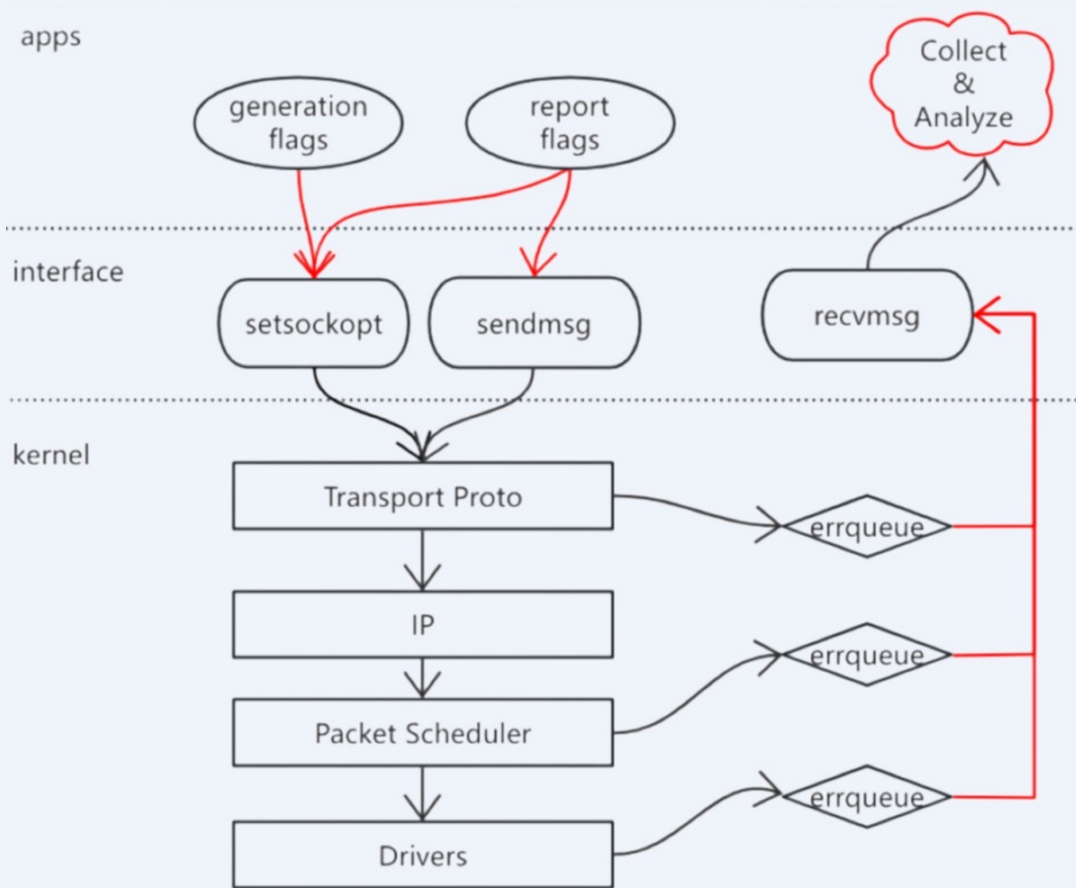 apps
generation
flags
report
flags
Collect
&
Analyze
interface
setsockopt
sendmsg
recvmsg
kernel
Transport Proto
errqueue
IP
errqueue
Packet Scheduler
errqueue
Drivers